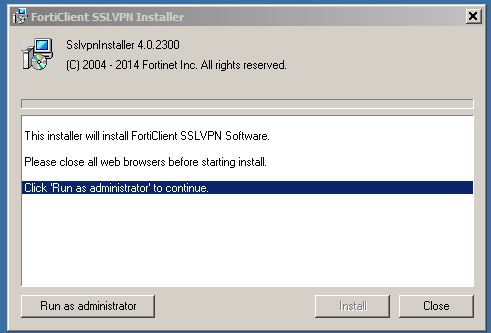 FortiClient SSLVPN Installer
SslvpnInstaller 4.0.2300
(C) 2004 - 2014 Fortinet Inc. All rights reserved.
This installer will install FortiClient SSLVPN Software.
Please close all web browsers before starting install.
Click 'Run as administrator' to continue.
Run as administrator Install Close